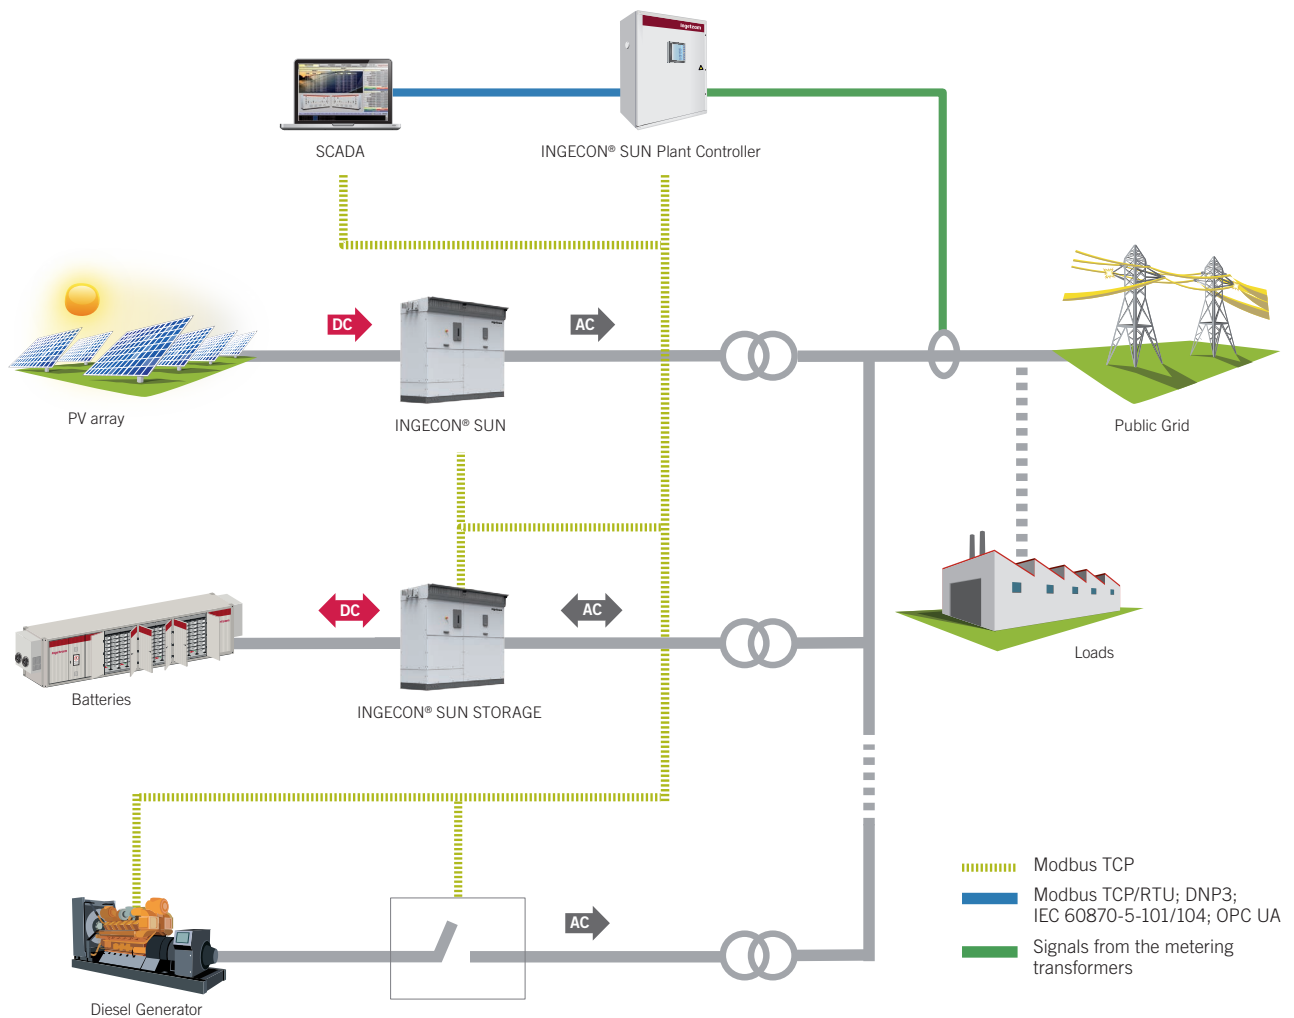 ingeteam
SCADA
INGECON® SUN Plant Controller
DC
AC
PV array
INGECON® SUN
Public Grid
DC
AC
Loads
Batteries
INGECON® SUN STORAGE
AC
Diesel Generator
Modbus TCP
Modbus TCP/RTU; DNP3;
IEC 60870-5-101/104; OPC UA
Signals from the metering
transformers